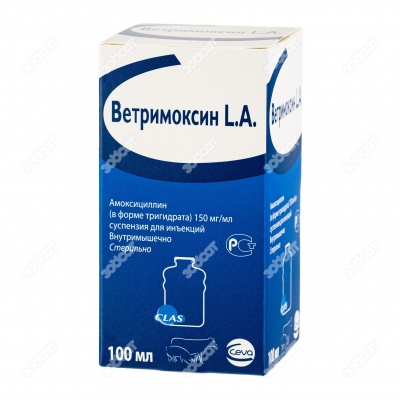 Ветримоксин L.A.
Амоксициллин
(в форме тригидрата) 150 мг/мл
суспензия для инъекций
Внутримышечно
Стерильно
CLAS
100 мл
Ceva